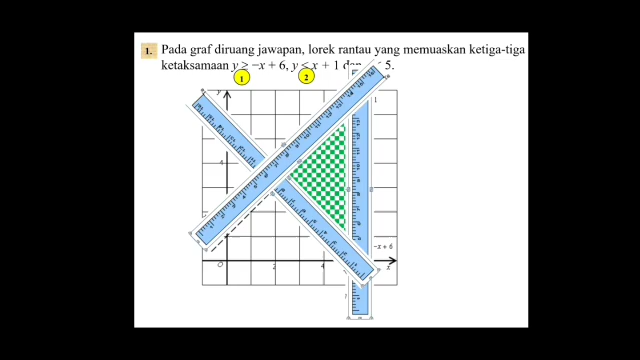 1. Pada graf diruang jawapan, lorek rantau yang memuaskan ketiga-tiga
ketaksamaan y ≥ −x + 6, y < x + 1 dan 5.
1 2
y
4
−x + 6
O 2 4 x